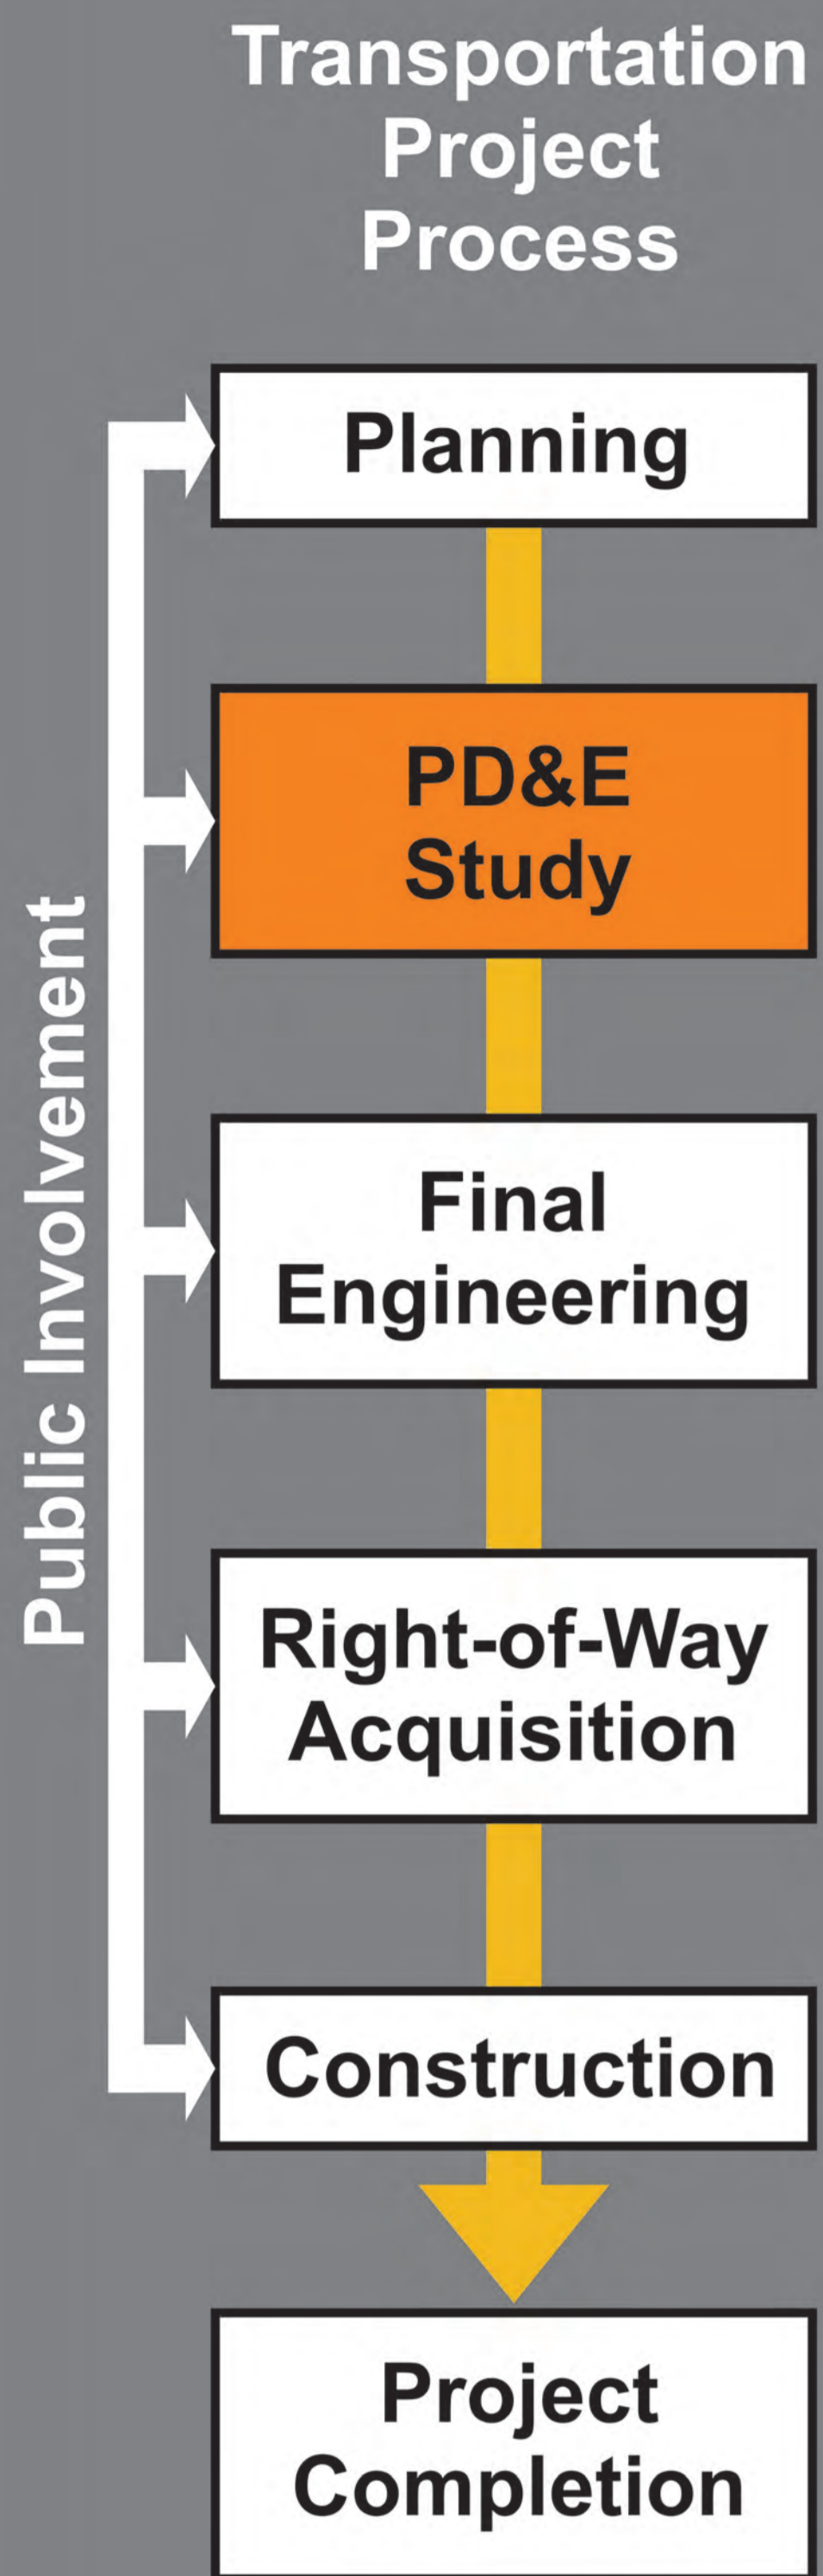 Transportation
Project
Process
Planning
PD&E
Study
Final
Engineering
Right-of-Way
Acquisition
Construction
Project
Completion
Public Involvement